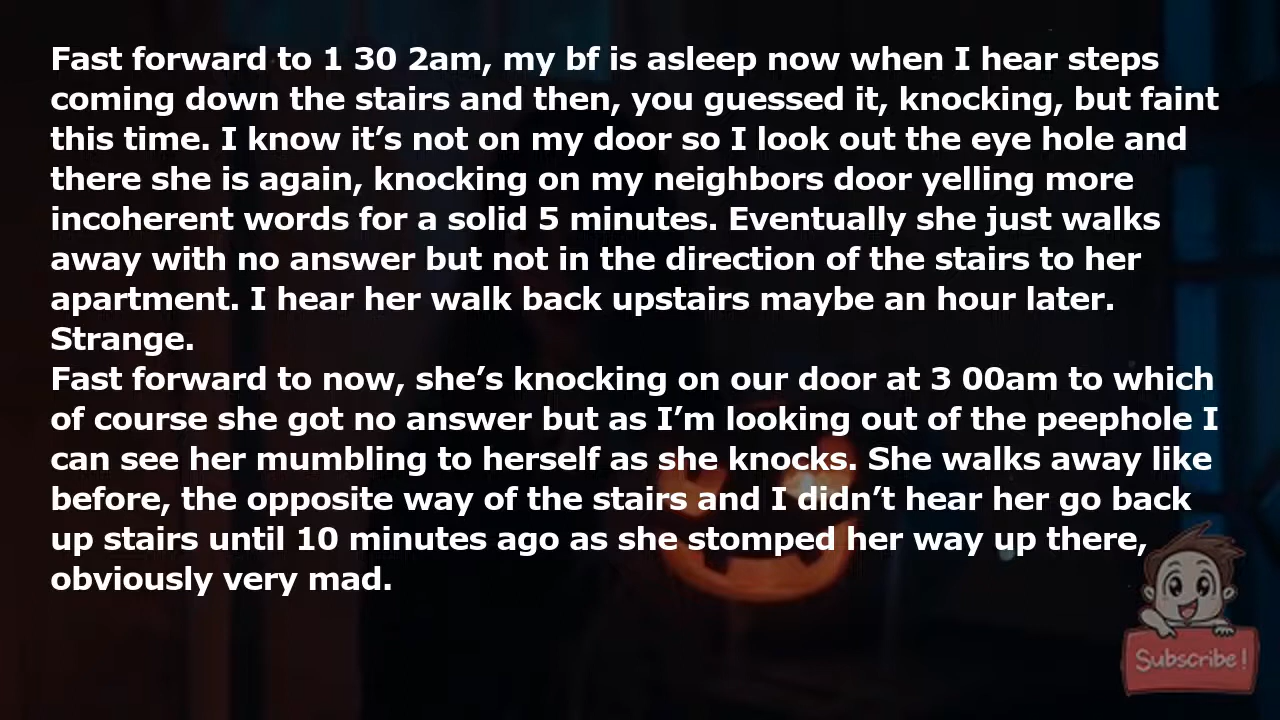 Fast forward to 1 30 2am, my bf is asleep now when I hear steps
coming down the stairs and then, you guessed it, knocking, but faint
this time. I know it’s not on my door so I look out the eye hole and
there she is again, knocking on my neighbors door yelling more
incoherent words for a solid 5 minutes. Eventually she just walks
away with no answer but not in the direction of the stairs to her
apartment. I hear her walk back upstairs maybe an hour later.
Strange.
Fast forward to now, she’s knocking on our door at 3 00am to which
of course she got no answer but as I’m looking out of the peephole I
can see her mumbling to herself as she knocks. She walks away like
before, the opposite way of the stairs and I didn’t hear her go back
up stairs until 10 minutes ago as she stomped her way up there,
obviously very mad.
Subscribe!